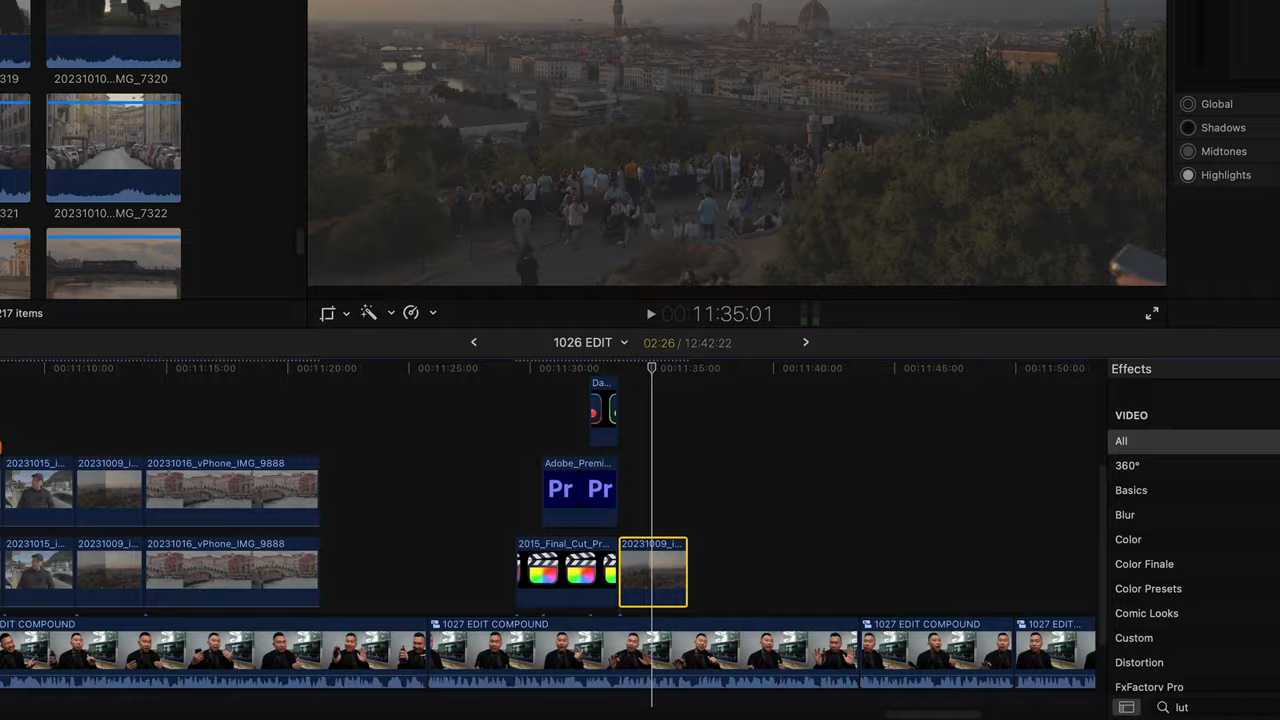 319
20231010...MG_7320
321
20231010...MG_7322
217 items
Global
Shadows
Midtones
Highlights
00:11:35:01
1026 EDIT
02:26 / 12:42:22
00:11:10:00
00:11:15:00
00:11:20:00
00:11:25:00
00:11:30:00
00:11:35:00
00:11:40:00
00:11:45:00
00:11:50:00
Effects
VIDEO
All
360°
Basics
Blur
Color
Color Finale
Color Presets
Comic Looks
Custom
Distortion
FxFactory Pro
lut
Da...
20231015_i...
20231009_i...
20231016_vPhone_IMG_9888
Adobe_Premi...
Pr Pr
20231015_i...
20231009_i...
20231016_vPhone_IMG_9888
2015_Final_Cut_Pr...
20231009_i...
DIT COMPOUND
1027 EDIT COMPOUND
1027 EDIT COMPOUND
1027 EDIT...